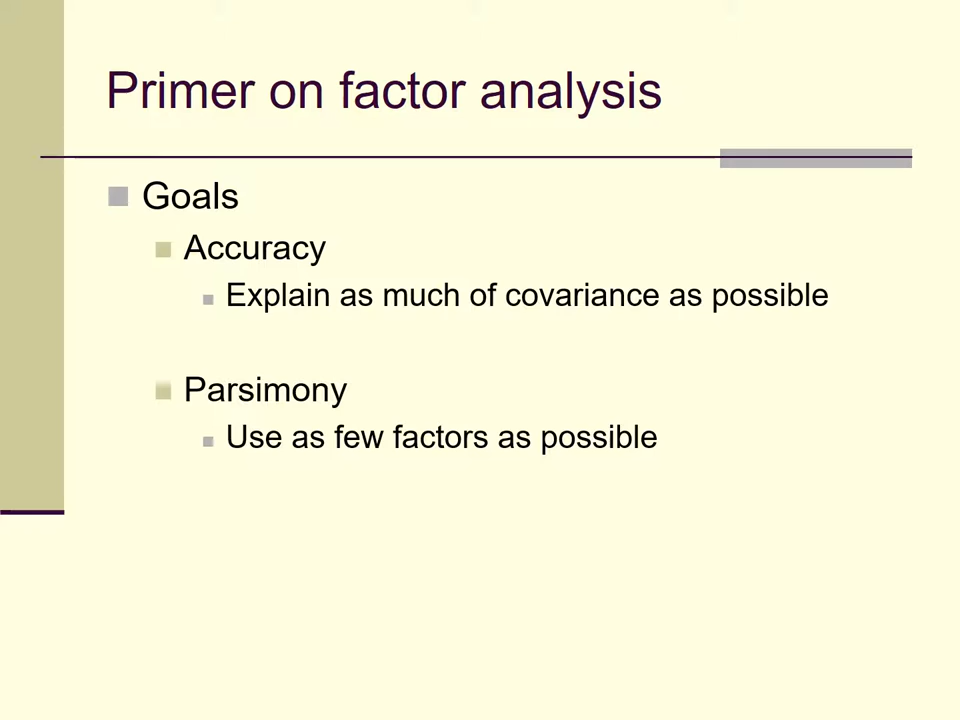 Primer on factor analysis
Goals
Accuracy
Explain as much of covariance as possible
Parsimony
Use as few factors as possible